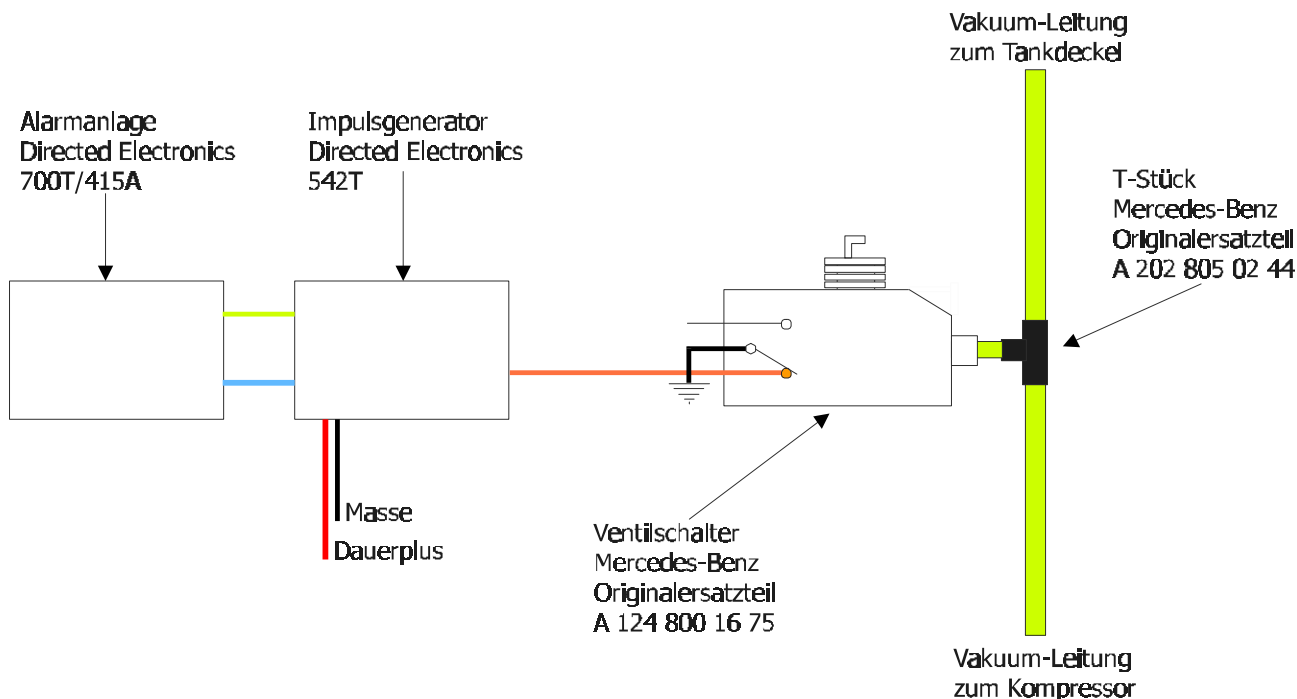 Vakuum-Leitung
zum Tankdeckel
Alarmanlage
Directed Electronics
700T/415A
Impulsgenerator
Directed Electronics
542T
T-Stück
Mercedes-Benz
Originalersatzteil
A 202 805 02 44
Masse
Dauerplus
Ventilschalter
Mercedes-Benz
Originalersatzteil
A 124 800 16 75
Vakuum-Leitung
zum Kompressor